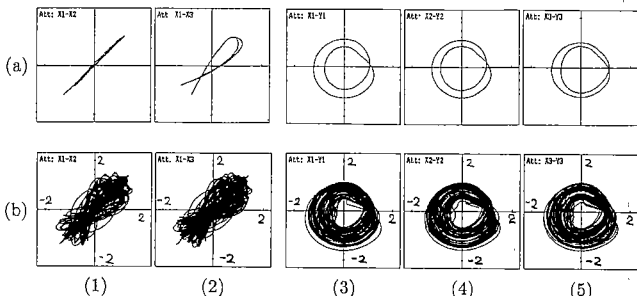 Att: X1-X2 Att: X1-X3 Att: X1-Y1 Att: X2-Y2 Att: X3-Y3
(a)
Att: X1-X2 2 Att: X1-X3 2 Att: X1-Y1 2 Att: X2-Y2 2 Att: X3-Y3 2
(b) -2 2 -2 2 -2 2 -2 2 -2 2
-2 -2 -2 -2 -2
(1) (2) (3) (4) (5)